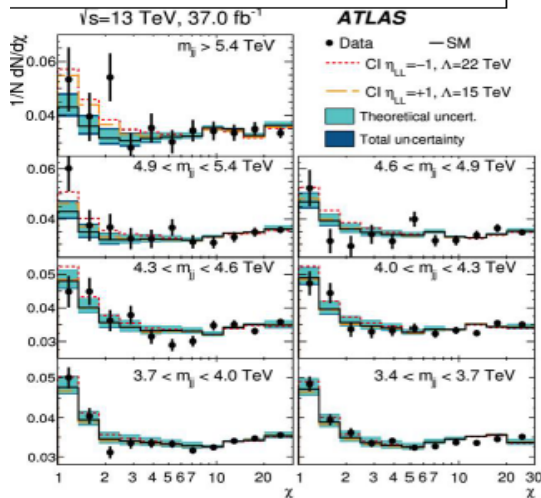 √s=13 TeV, 37.0 fb⁻¹ ATLAS
1/N dN/dχ
m_jj > 5.4 TeV
Data SM
CI η_LL=−1, Λ=22 TeV
CI η_LL=+1, Λ=15 TeV
Theoretical uncert.
Total uncertainty
0.06
0.04
4.9 < m_jj < 5.4 TeV
4.6 < m_jj < 4.9 TeV
0.06
0.04
4.3 < m_jj < 4.6 TeV
4.0 < m_jj < 4.3 TeV
0.05
0.04
0.03
3.7 < m_jj < 4.0 TeV
3.4 < m_jj < 3.7 TeV
0.05
0.04
0.03
1 2 3 4 5 6 7 10 20 χ
1 2 3 4 5 6 7 10 20 30 χ